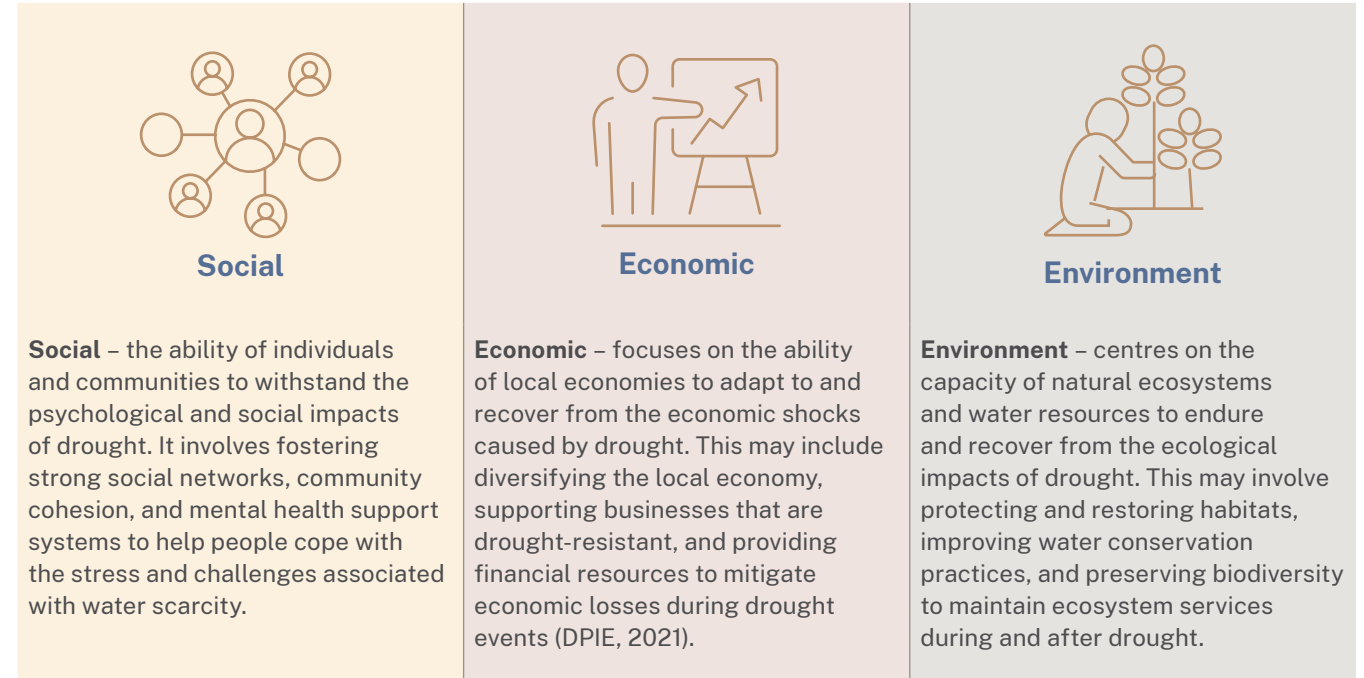 Social
Social – the ability of individuals
and communities to withstand the
psychological and social impacts
of drought. It involves fostering
strong social networks, community
cohesion, and mental health support
systems to help people cope with
the stress and challenges associated
with water scarcity.
Economic
Economic – focuses on the ability
of local economies to adapt to and
recover from the economic shocks
caused by drought. This may include
diversifying the local economy,
supporting businesses that are
drought-resistant, and providing
financial resources to mitigate
economic losses during drought
events (DPIE, 2021).
Environment
Environment – centres on the
capacity of natural ecosystems
and water resources to endure
and recover from the ecological
impacts of drought. This may involve
protecting and restoring habitats,
improving water conservation
practices, and preserving biodiversity
to maintain ecosystem services
during and after drought.